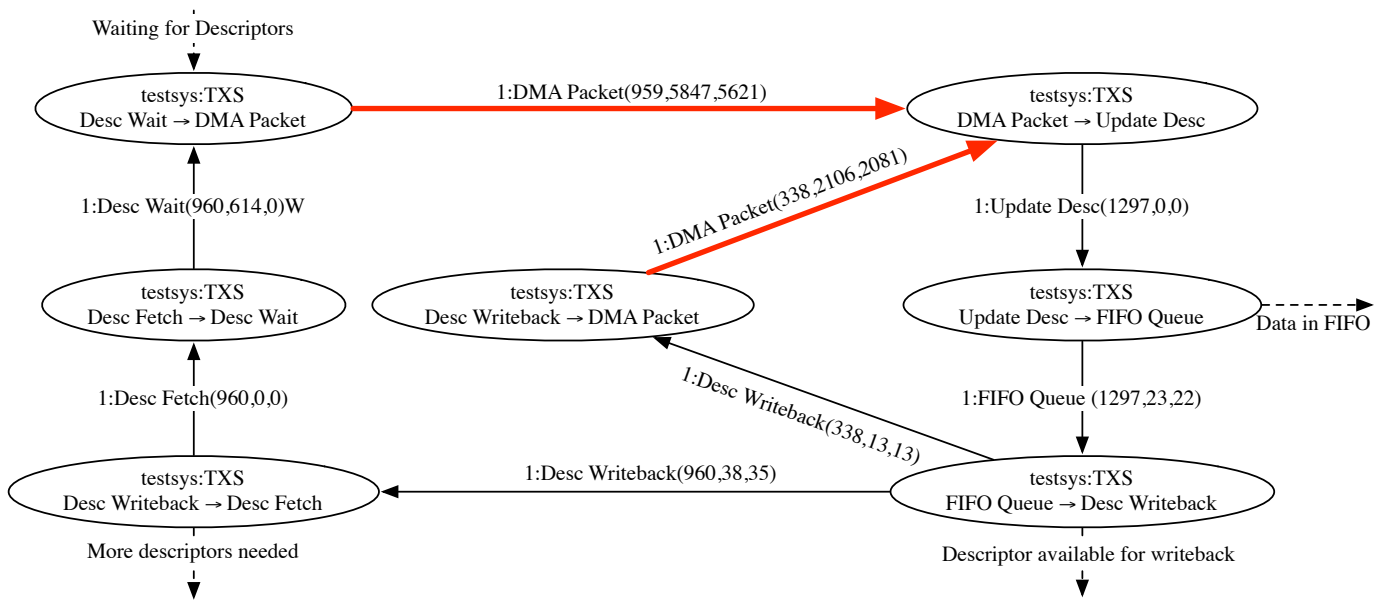 Waiting for Descriptors
testsys:TXS
Desc Wait → DMA Packet
1:DMA Packet(959,5847,5621)
testsys:TXS
DMA Packet → Update Desc
1:DMA Packet(338,2106,2081)
1:Desc Wait(960,614,0)W
1:Update Desc(1297,0,0)
testsys:TXS
Desc Fetch → Desc Wait
testsys:TXS
Desc Writeback → DMA Packet
testsys:TXS
Update Desc → FIFO Queue
Data in FIFO
1:Desc Fetch(960,0,0)
1:Desc Writeback(338,13,13)
1:FIFO Queue (1297,23,22)
testsys:TXS
Desc Writeback → Desc Fetch
1:Desc Writeback(960,38,35)
testsys:TXS
FIFO Queue → Desc Writeback
More descriptors needed
Descriptor available for writeback